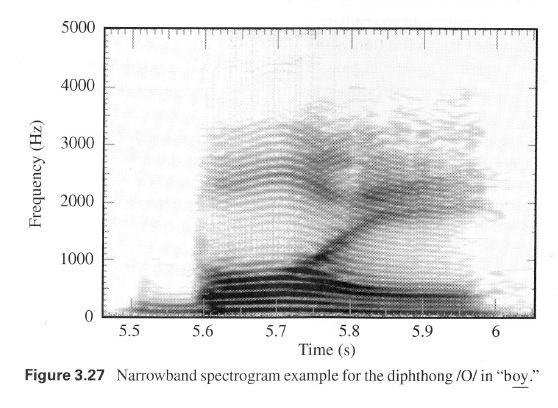 5000
4000
3000
2000
1000
0
Frequency (Hz)
5.5 5.6 5.7 5.8 5.9 6
Time (s)
Figure 3.27 Narrowband spectrogram example for the diphthong /O/ in “boy.”